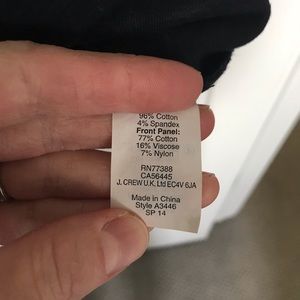 96% Cotton
4% Spandex
Front Panel:
77% Cotton
16% Viscose
7% Nylon
RN77388
CA56445
J. CREW U.K. Ltd EC4V 6JA
Made in China
Style A3446
SP 14